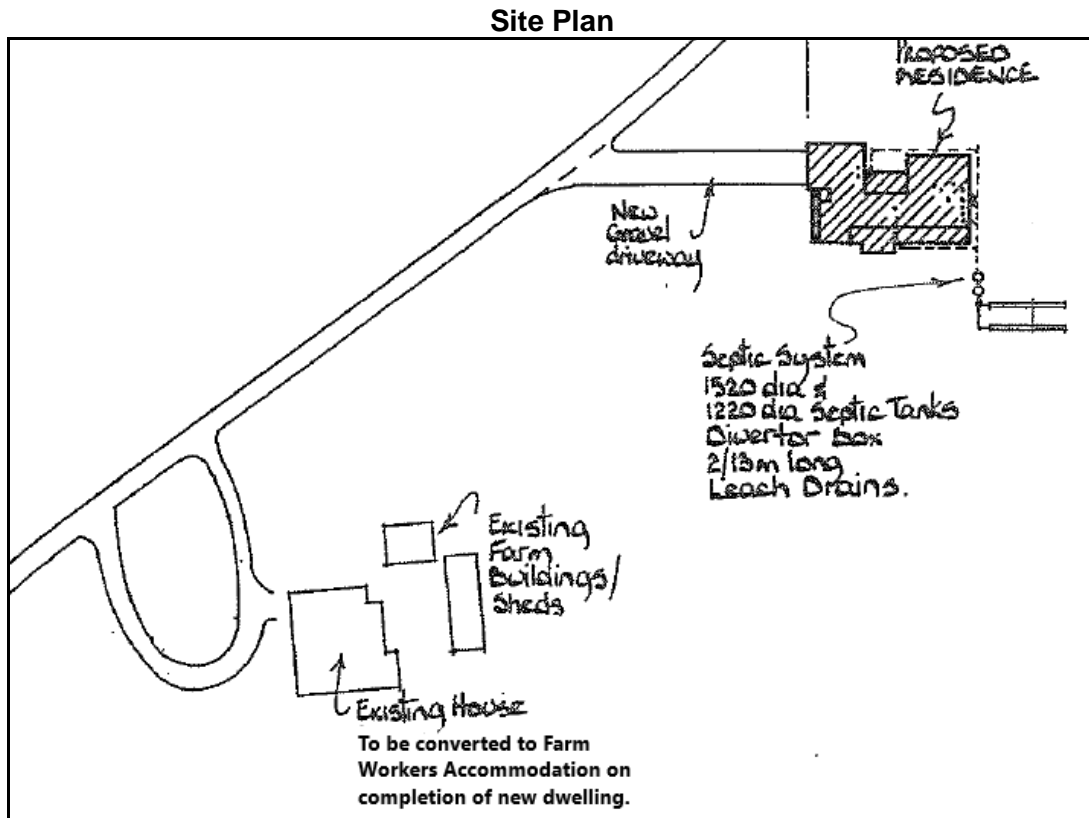 Site Plan
PROPOSED
RESIDENCE
New
Gravel
driveway
Septic System
1520 dia &
1220 dia Septic Tanks
Divertor Box
2/13m long
Leach Drains.
Existing
Farm
Buildings/
Sheds
Existing House
To be converted to Farm
Workers Accommodation on
completion of new dwelling.